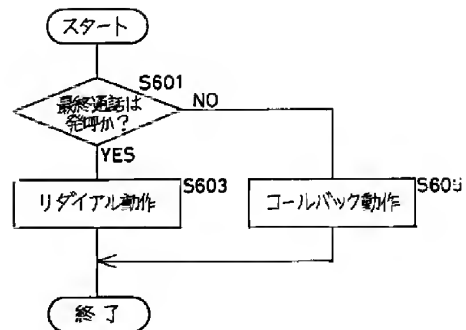 スタート
S601
最終通話は
発呼か?
NO
YES
リダイアル動作
S603
コールバック動作
S605
終了